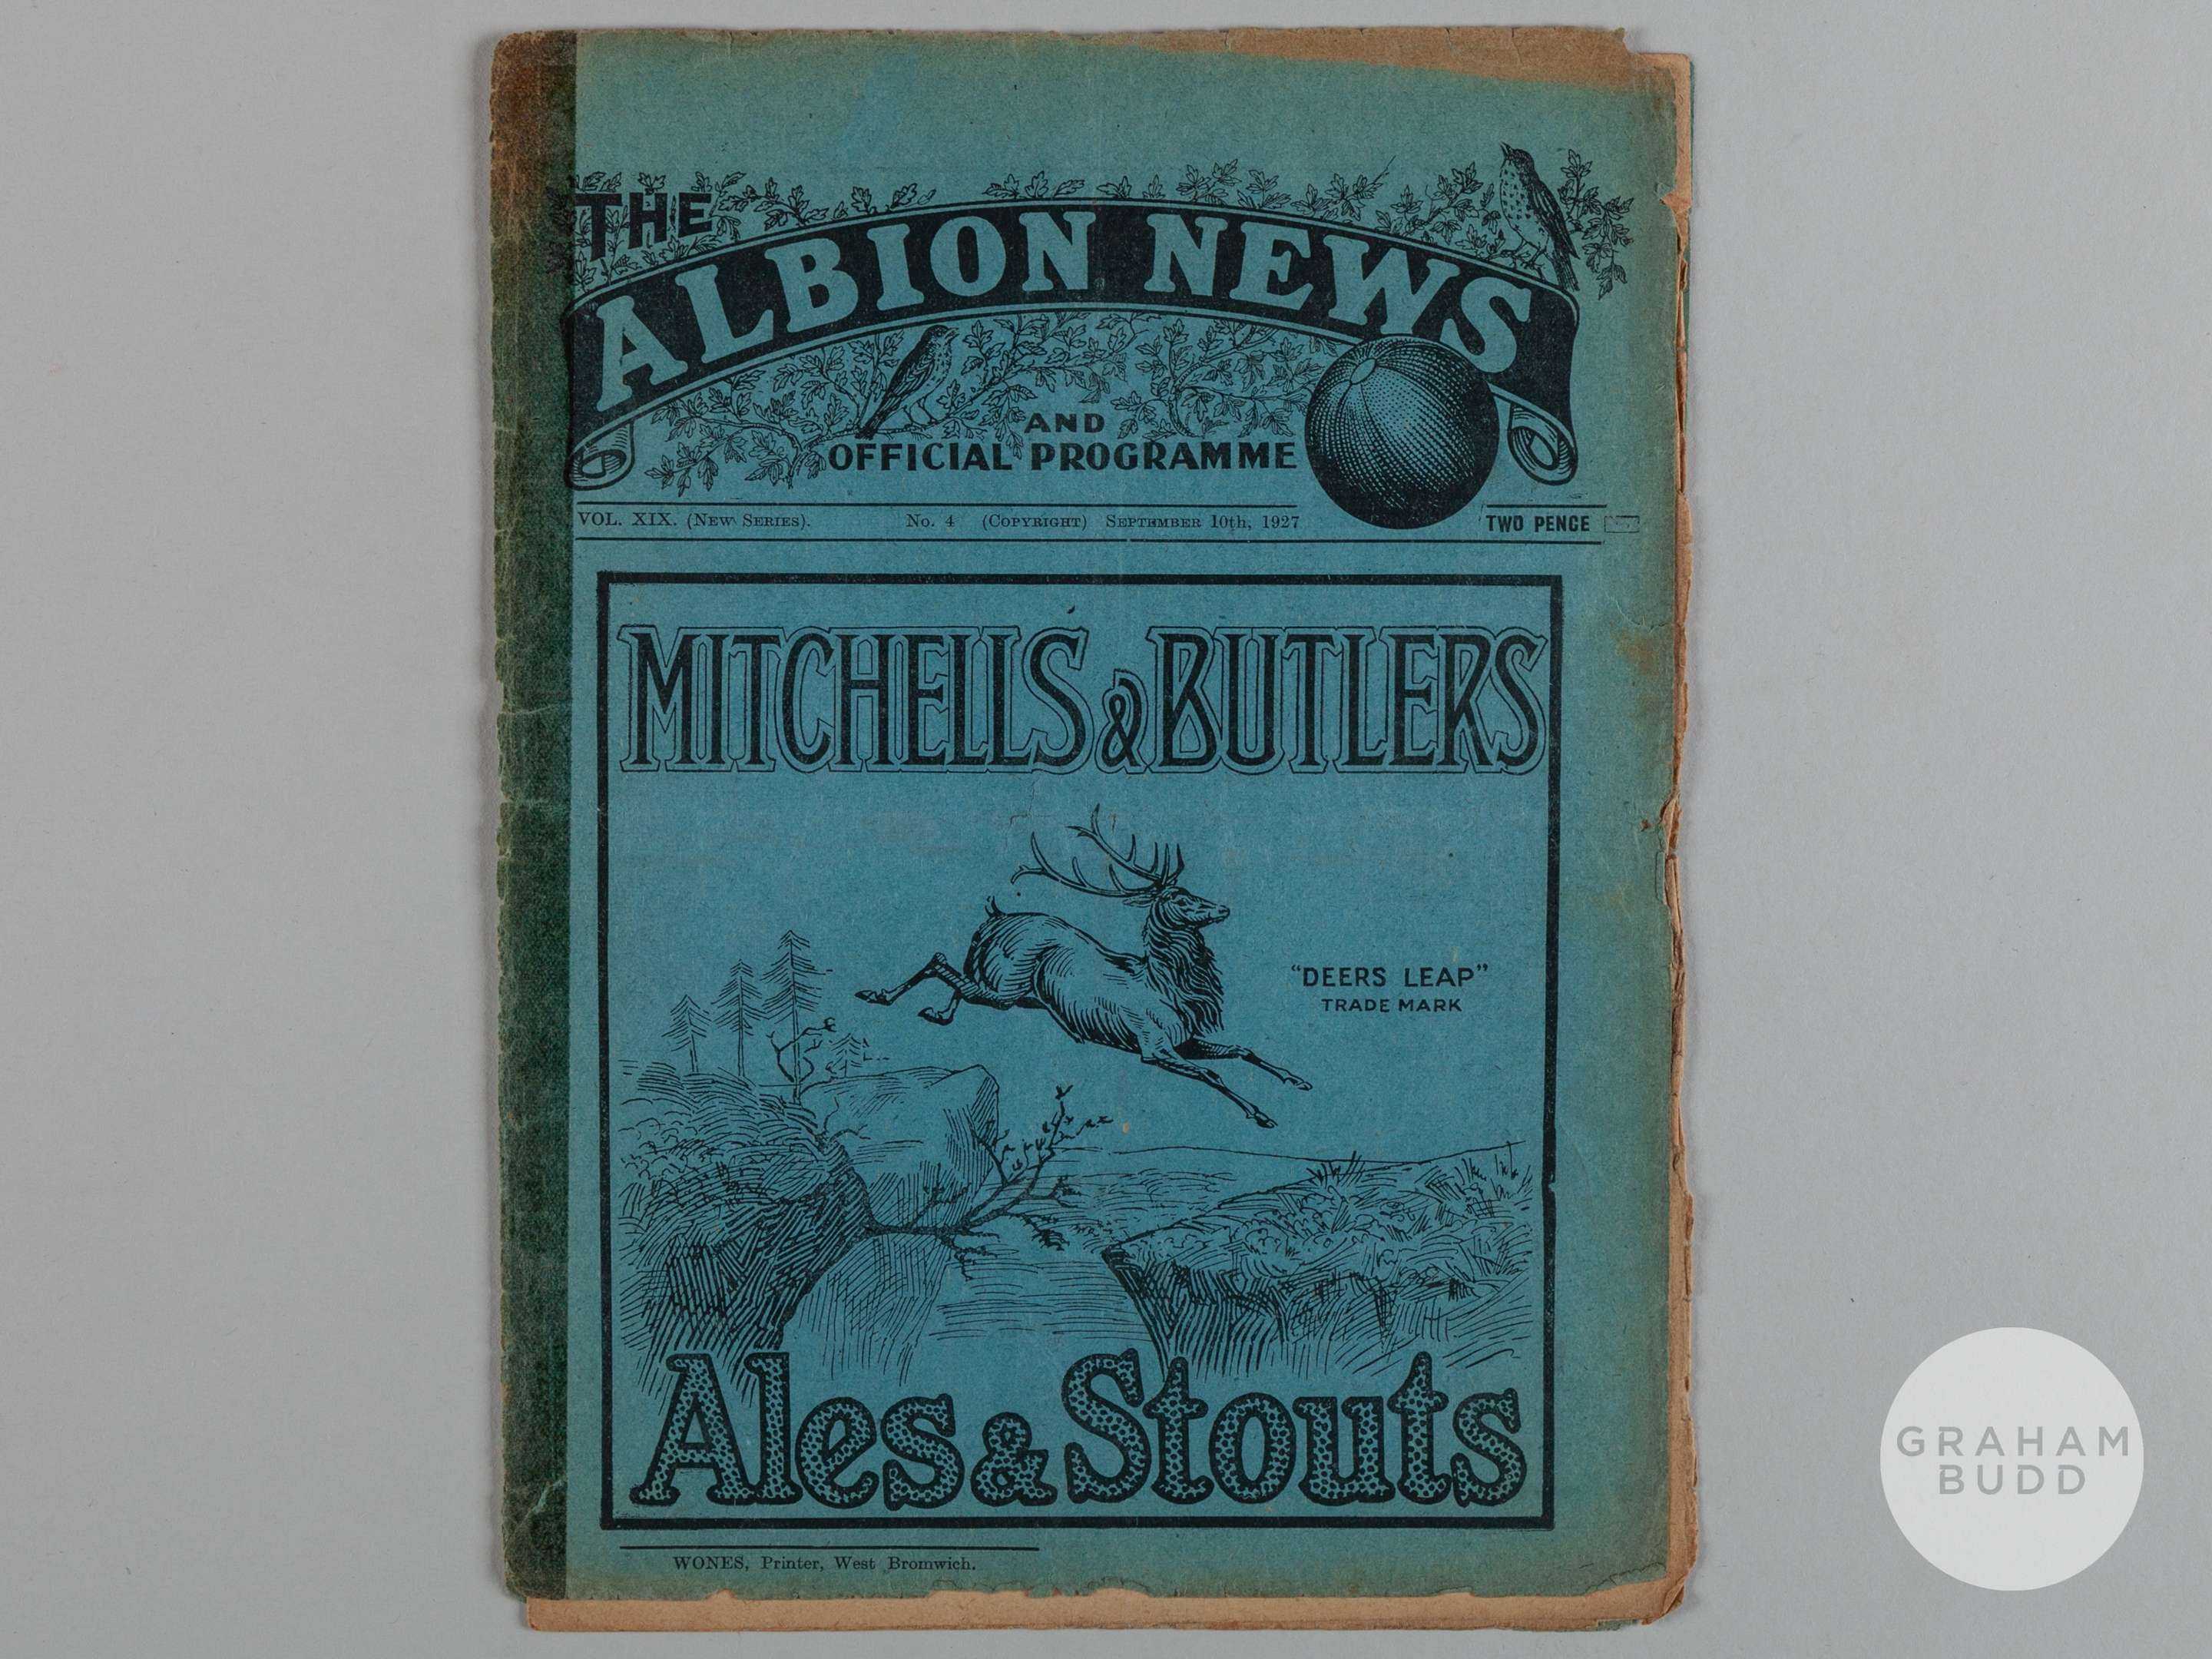 THE
ALBION NEWS
AND
OFFICIAL PROGRAMME
VOL. XIX. (NEW SERIES). No. 4 (COPYRIGHT) SEPTEMBER 10th, 1927 TWO PENCE
MITCHELLS & BUTLERS
"DEERS LEAP"
TRADE MARK
Ales & Stouts
WONES, Printer, West Bromwich.
GRAHAM
BUDD